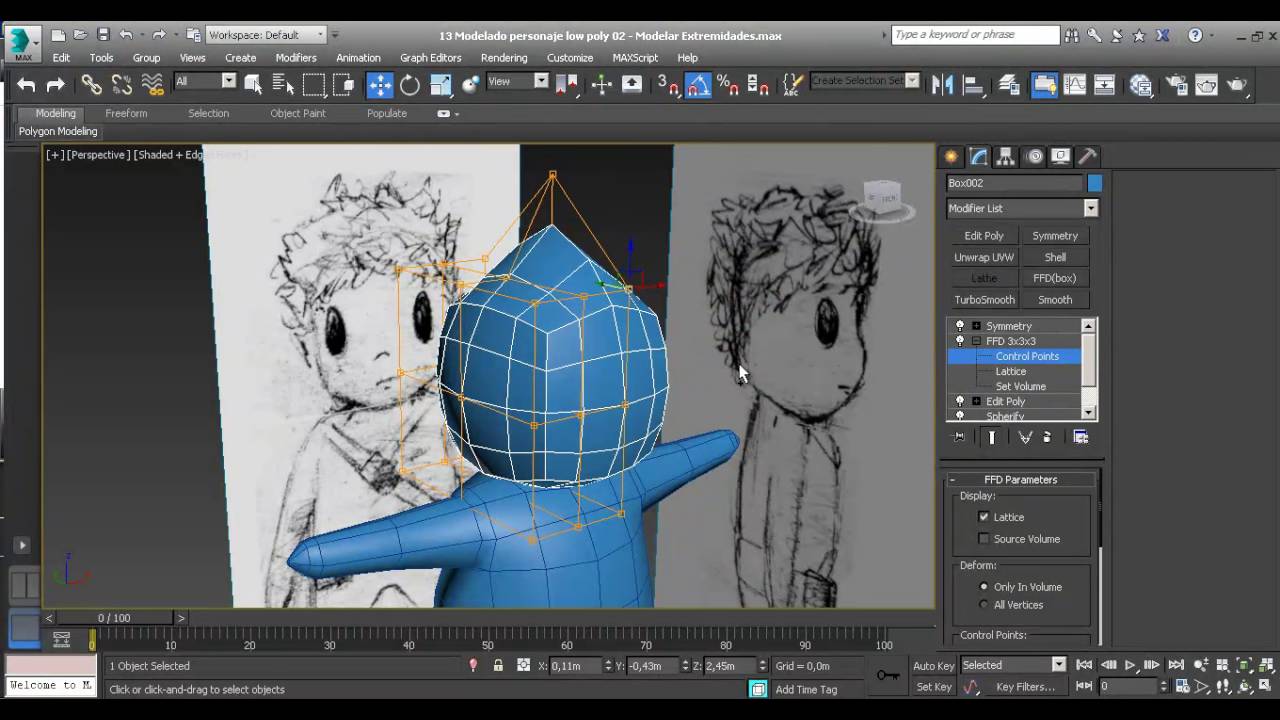 MAX
Workspace: Default
13 Modelado personaje low poly 02 - Modelar Extremidades.max
Type a keyword or phrase
Edit Tools Group Views Create Modifiers Animation Graph Editors Rendering Customize MAXScript Help
All View Create Selection Set
Modeling Freeform Selection Object Paint Populate
Polygon Modeling
[+] [Perspective ] [Shaded + Edg
Box002
Modifier List
Edit Poly Symmetry
Unwrap UVW Shell
Lathe FFD(box)
TurboSmooth Smooth
Symmetry
FFD 3x3x3
Control Points
Lattice
Set Volume
Edit Poly
Spherify
FFD Parameters
Display:
Lattice
Source Volume
Deform:
Only In Volume
All Vertices
Control Points:
z
< 0 / 100 >
0 10 20 30 40 50 60 70 80 90 100
1 Object Selected X: 0,11m Y: -0,43m Z: 2,45m Grid = 0,0m Auto Key Selected
Welcome to M. Click or click-and-drag to select objects Add Time Tag Set Key Key Filters... 0